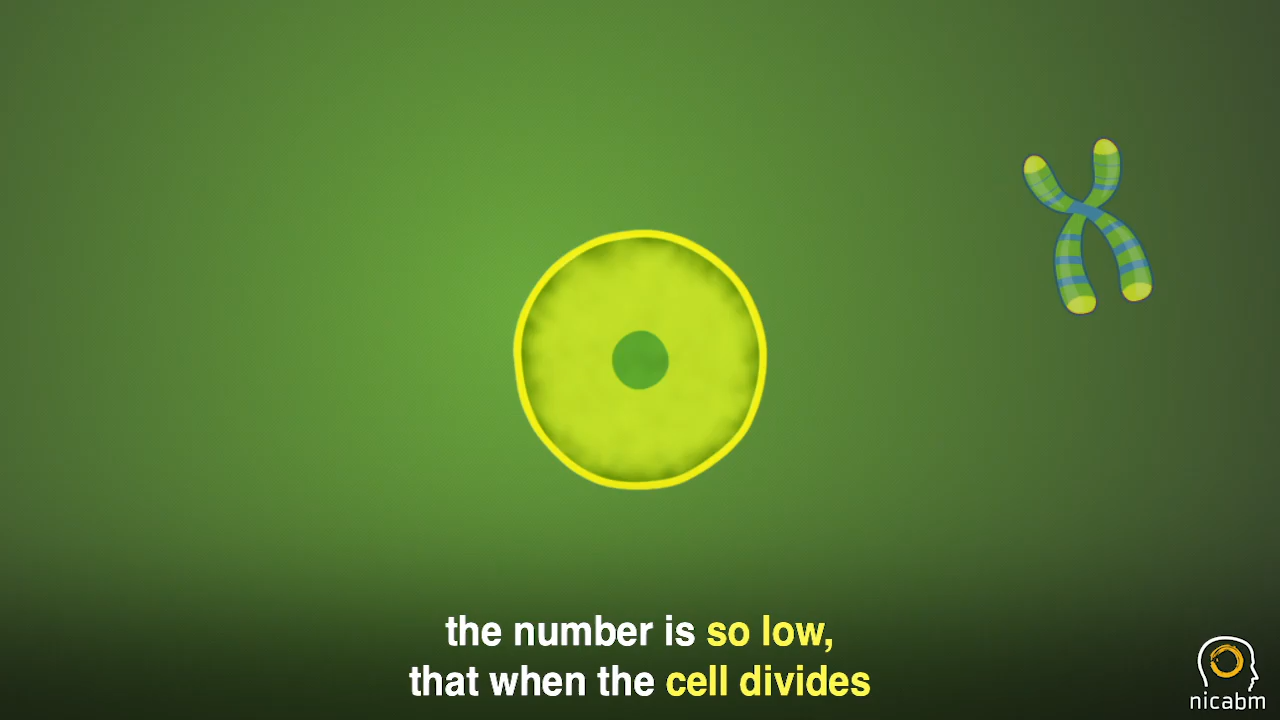 the number is so low,
that when the cell divides
nicabm